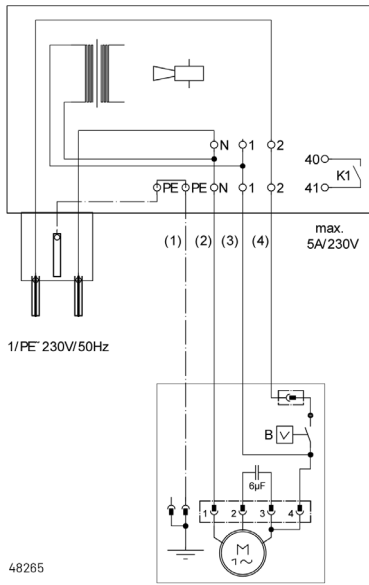 N 1 2
40
K1
PE PE N 1 2 41
(1) (2) (3) (4)
max.
5A/230V
1/PE~ 230V/50Hz
B
6µF
1 2 3 4
M
1~
48265